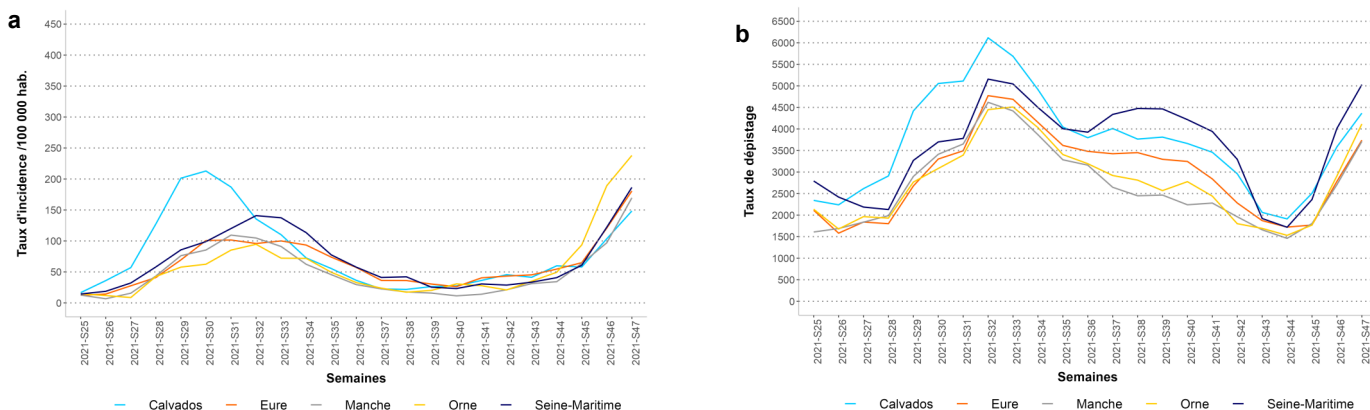 a
Taux d'incidence /100 000 hab.
450
400
350
300
250
200
150
100
50
0
2021-S25
2021-S26
2021-S27
2021-S28
2021-S29
2021-S30
2021-S31
2021-S32
2021-S33
2021-S34
2021-S35
2021-S36
2021-S37
2021-S38
2021-S39
2021-S40
2021-S41
2021-S42
2021-S43
2021-S44
2021-S45
2021-S46
2021-S47
Semaines
Calvados Eure Manche Orne Seine-Maritime
b
Taux de dépistage
6500
6000
5500
5000
4500
4000
3500
3000
2500
2000
1500
1000
500
0
2021-S25
2021-S26
2021-S27
2021-S28
2021-S29
2021-S30
2021-S31
2021-S32
2021-S33
2021-S34
2021-S35
2021-S36
2021-S37
2021-S38
2021-S39
2021-S40
2021-S41
2021-S42
2021-S43
2021-S44
2021-S45
2021-S46
2021-S47
Semaines
Calvados Eure Manche Orne Seine-Maritime